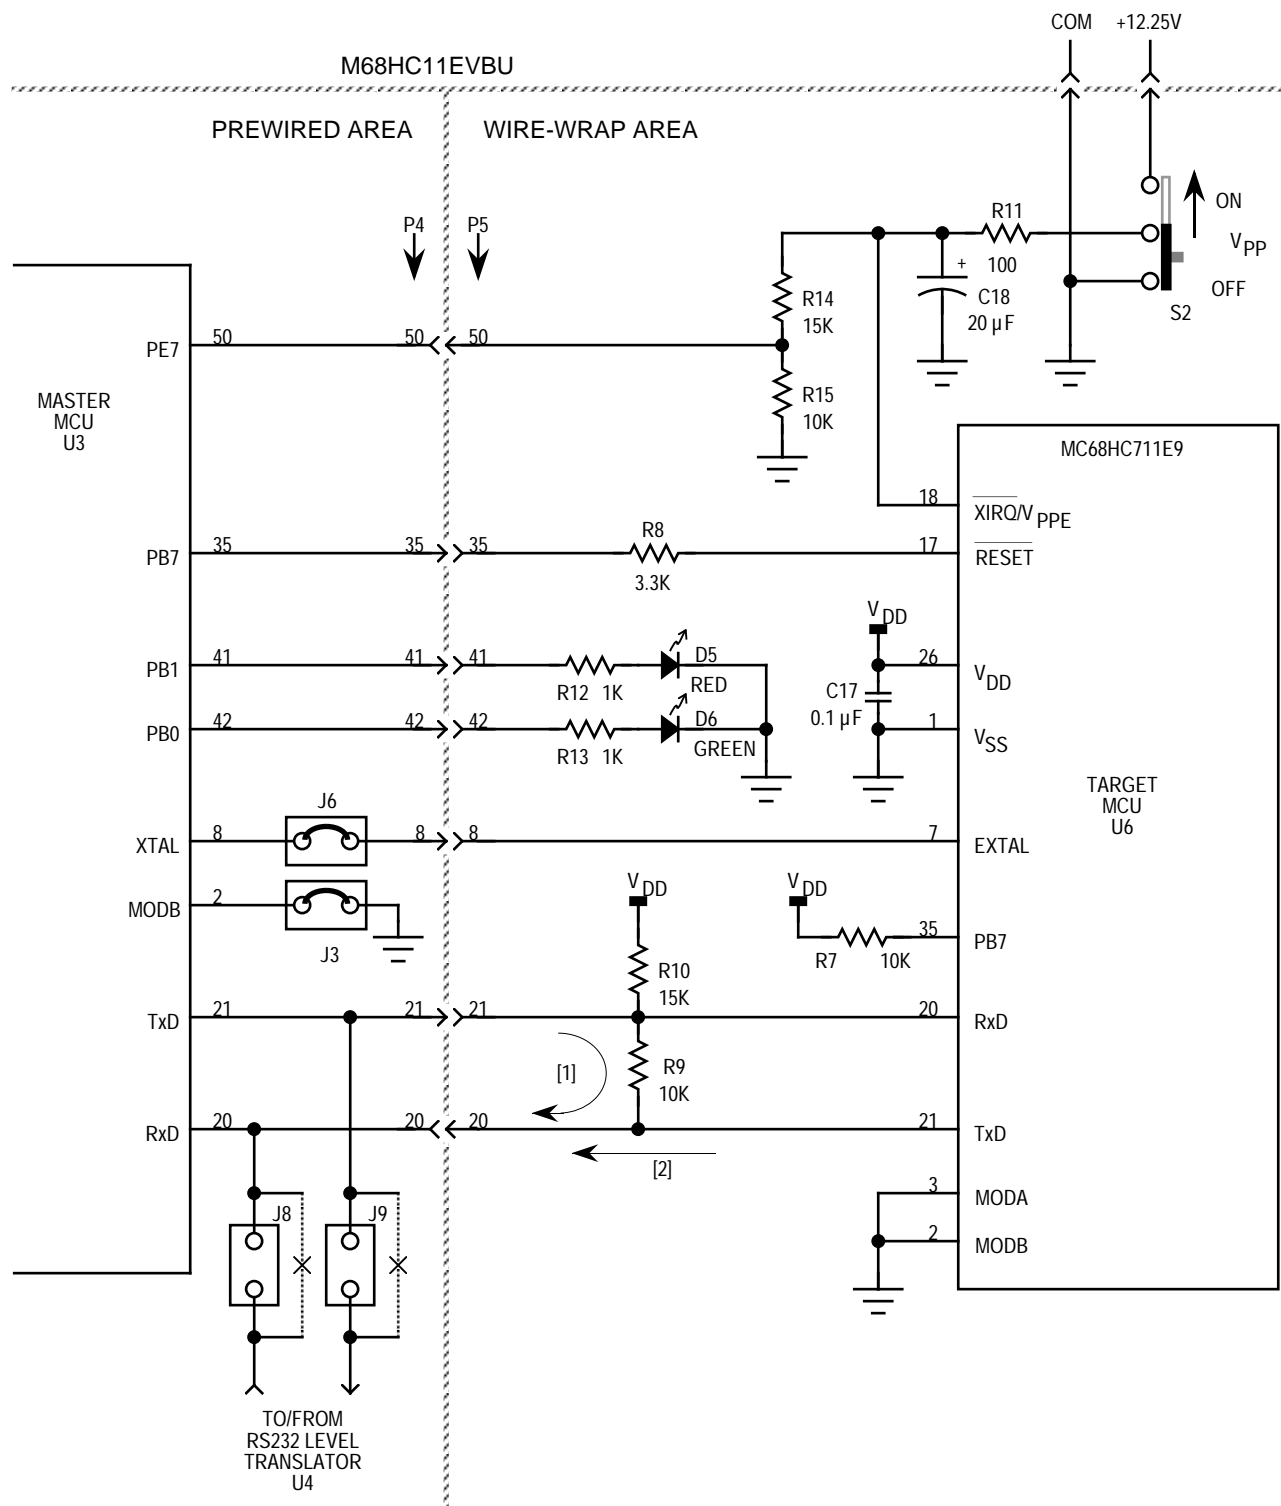 COM +12.25V
M68HC11EVBU
PREWIRED AREA WIRE-WRAP AREA
P4 P5
R11
100
ON
VPP
OFF
S2
+
C18
20 µF
R14
15K
R15
10K
PE7 50 50 50
MASTER
MCU
U3
MC68HC711E9
18 XIRQ/VPPE
PB7 35 35 35 R8
3.3K
17 RESET
VDD
PB1 41 41 41 R12 1K D5
RED
26 VDD
C17
0.1 µF
PB0 42 42 42 R13 1K D6
GREEN
1 VSS
TARGET
MCU
U6
J6
XTAL 8 8 8 7 EXTAL
MODB 2
J3
VDD VDD
R7 10K 35 PB7
R10
15K
TxD 21 21 21 20 RxD
[1]
R9
10K
RxD 20 20 20 21 TxD
[2]
3 MODA
2 MODB
J8 J9
TO/FROM
RS232 LEVEL
TRANSLATOR
U4